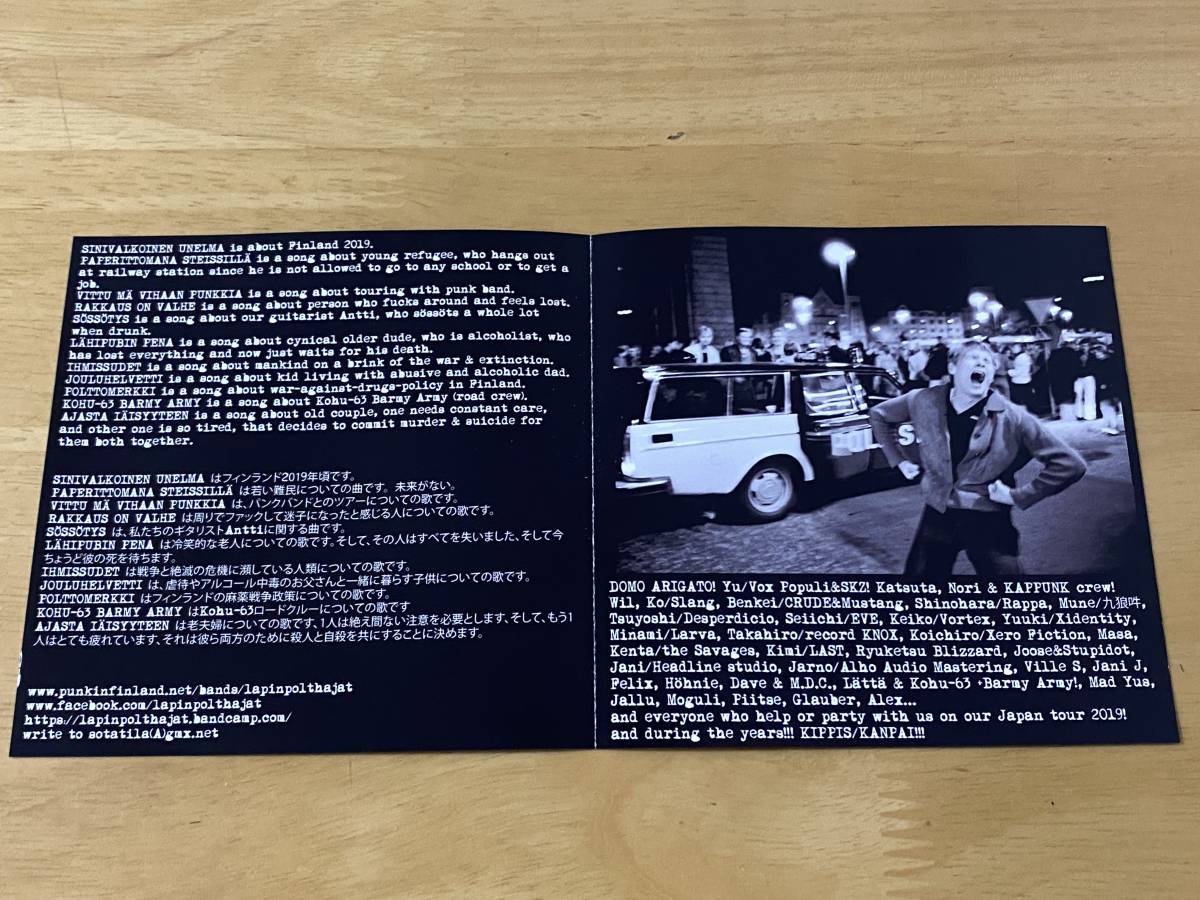 SINIVALKOINEN UNELMA is about Finland 2019.
PAPERITTOMANA STEISSILLÄ is a song about young refugee, who hangs out
at railway station since he is not allowed to go to any school or to get a
job.
VITTU MÄ VIHAAN PUNKKIA is a song about touring with punk band.
RAKKAUS ON VALHE is a song about person who fucks around and feels lost.
SÖSSÖTYS is a song about our guitarist Antti, who sössöts a whole lot
when drunk.
LÄHIPUBIN PENA is a song about cynical older dude, who is alcoholist, who
has lost everything and now just waits for his death.
IHMISSUDET is a song about mankind on a brink of the war & extinction.
JOULUHELVETTI is a song about kid living with abusive and alcoholic dad.
POLTTOMERKKI is a song about war-against-drugs-policy in Finland.
KOHU-63 BARMY ARMY is a song about Kohu-63 Barmy Army (road crew).
AJASTA IÄISYYTEEN is a song about old couple, one needs constant care,
and other one is so tired, that decides to commit murder & suicide for
them both together.
SINIVALKOINEN UNELMA はフィンランド2019年頃です。
PAPERITTOMANA STEISSILLÄ は若い難民についての曲です。 未来がない。
VITTU MÄ VIHAAN PUNKKIA は、パンクバンドとのツアーについての歌です。
RAKKAUS ON VALHE は周りでファックして迷子になったと感じる人についての歌です。
SÖSSÖTYS は、私たちのギタリストAnttiに関する曲です。
LÄHIPUBIN PENA は冷笑的な老人についての歌です。そして、その人はすべてを失いました、そして今
ちょうど彼の死を待ちます。
IHMISSUDET は戦争と絶滅の危機に瀕している人類についての歌です。
JOULUHELVETTI は、虐待やアルコール中毒のお父さんと一緒に暮らす子供についての歌です。
POLTTOMERKKI はフィンランドの麻薬戦争政策についての歌です。
KOHU-63 BARMY ARMY はKohu-63ロードクルーについての歌です
AJASTA IÄISYYTEEN は老夫婦についての歌です、1人は絶え間ない注意を必要とします、そして、もう1
人はとても疲れています、それは彼ら両方のために殺人と自殺を共にすることに決めます。
www.punkinfinland.net/bands/lapinpolthajat
www.facebook.com/lapinpolthajat
https://lapinpolthajat.bandcamp.com/
write to sotatila(A)gmx.net
POLIS
DOMO ARIGATO! Yu/Vox Populi&SKZ! Katsuta, Nori & KAPPUNK crew!
Wil, Ko/Slang, Benkei/CRUDE&Mustang, Shinohara/Rappa, Mune/九狼吽,
Tsuyoshi/Desperdicio, Seiichi/EVE, Keiko/Vortex, Yuuki/Xidentity,
Minami/Larva, Takahiro/record KNOX, Koichiro/Xero Fiction, Masa,
Kenta/the Savages, Kimi/LAST, Ryuketsu Blizzard, Joose&Stupidot,
Jani/Headline studio, Jarno/Alho Audio Mastering, Ville S, Jani J,
Felix, Höhnie, Dave & M.D.C., Lättä & Kohu-63 +Barmy Army!, Mad Yus,
Jallu, Moguli, Piitse, Glauber, Alex...
and everyone who help or party with us on our Japan tour 2019!
and during the years!!! KIPPIS/KANPAI!!!